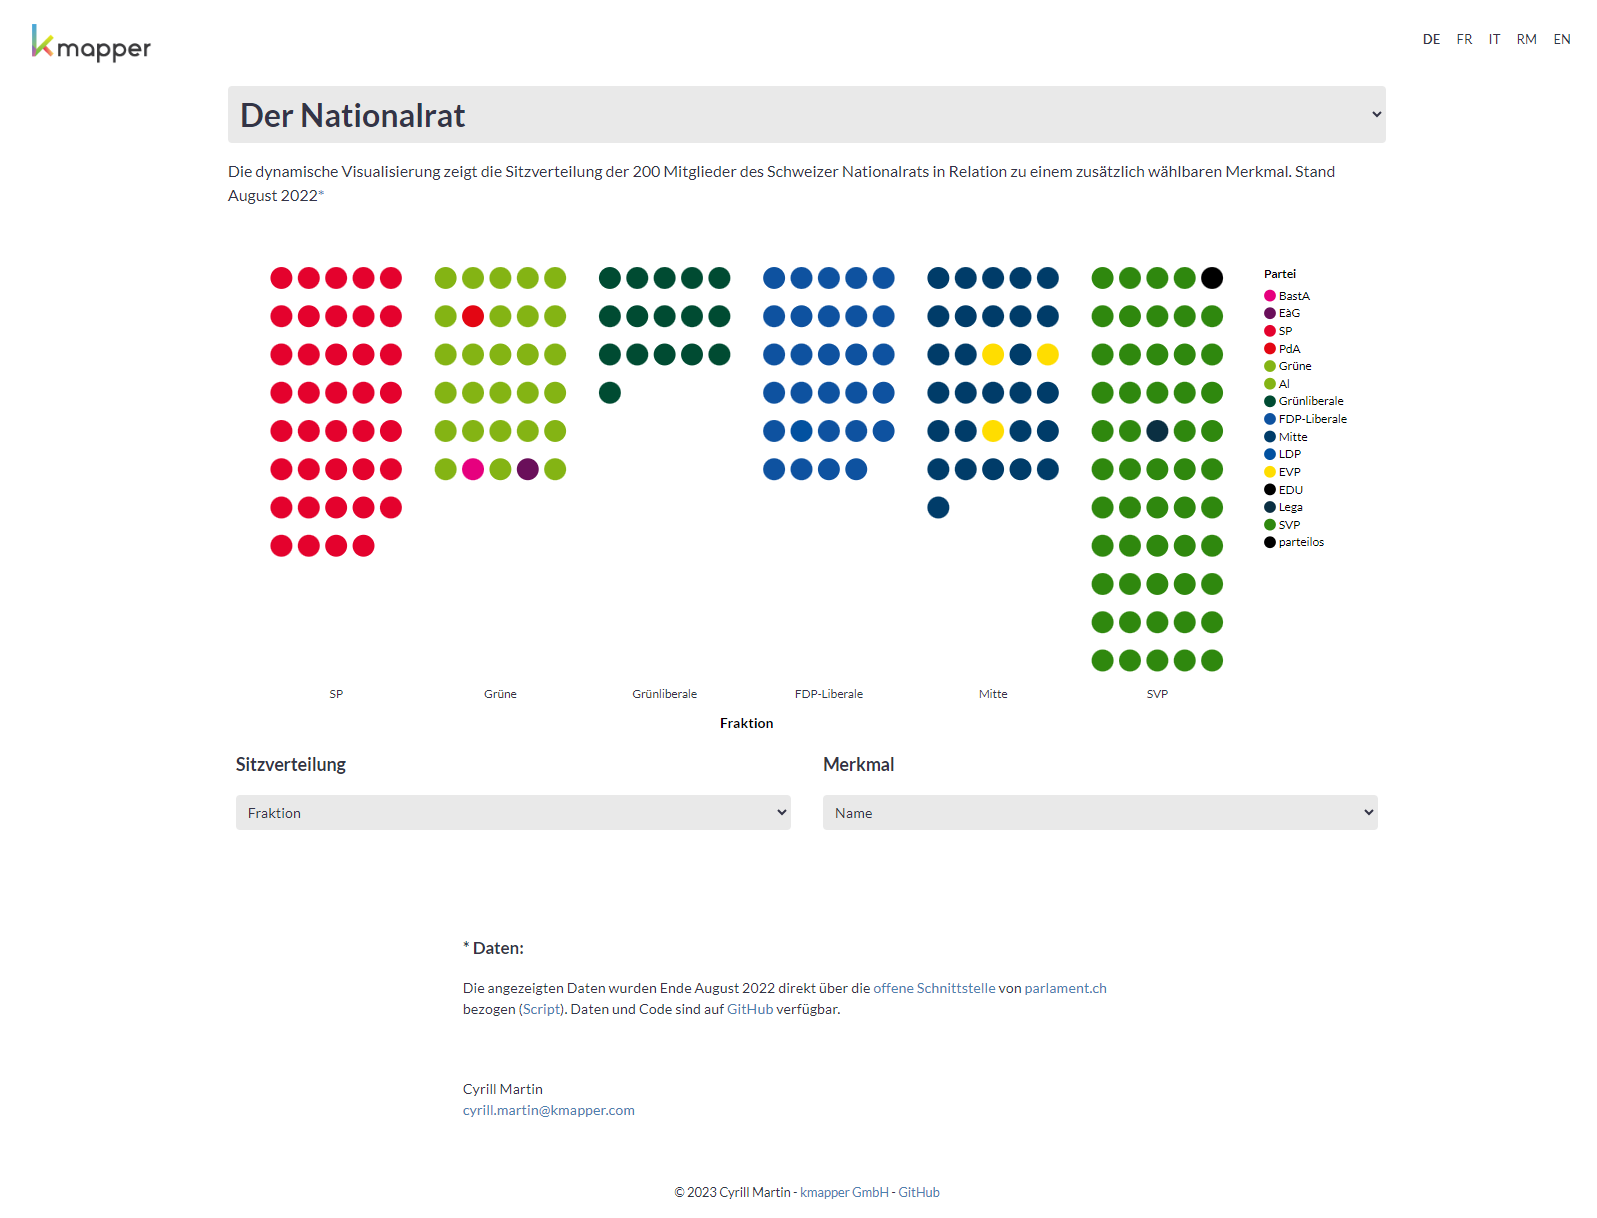 kmapper
DE FR IT RM EN
Der Nationalrat
Die dynamische Visualisierung zeigt die Sitzverteilung der 200 Mitglieder des Schweizer Nationalrats in Relation zu einem zusätzlich wählbaren Merkmal. Stand
August 2022*
Partei
BastA
EàG
SP
PdA
Grüne
Al
Grünliberale
FDP-Liberale
Mitte
LDP
EVP
EDU
Lega
SVP
parteilos
SP Grüne Grünliberale FDP-Liberale Mitte SVP
Fraktion
Sitzverteilung Merkmal
Fraktion Name
* Daten:
Die angezeigten Daten wurden Ende August 2022 direkt über die offene Schnittstelle von parlament.ch
bezogen (Script). Daten und Code sind auf GitHub verfügbar.
Cyrill Martin
cyrill.martin@kmapper.com
© 2023 Cyrill Martin - kmapper GmbH - GitHub